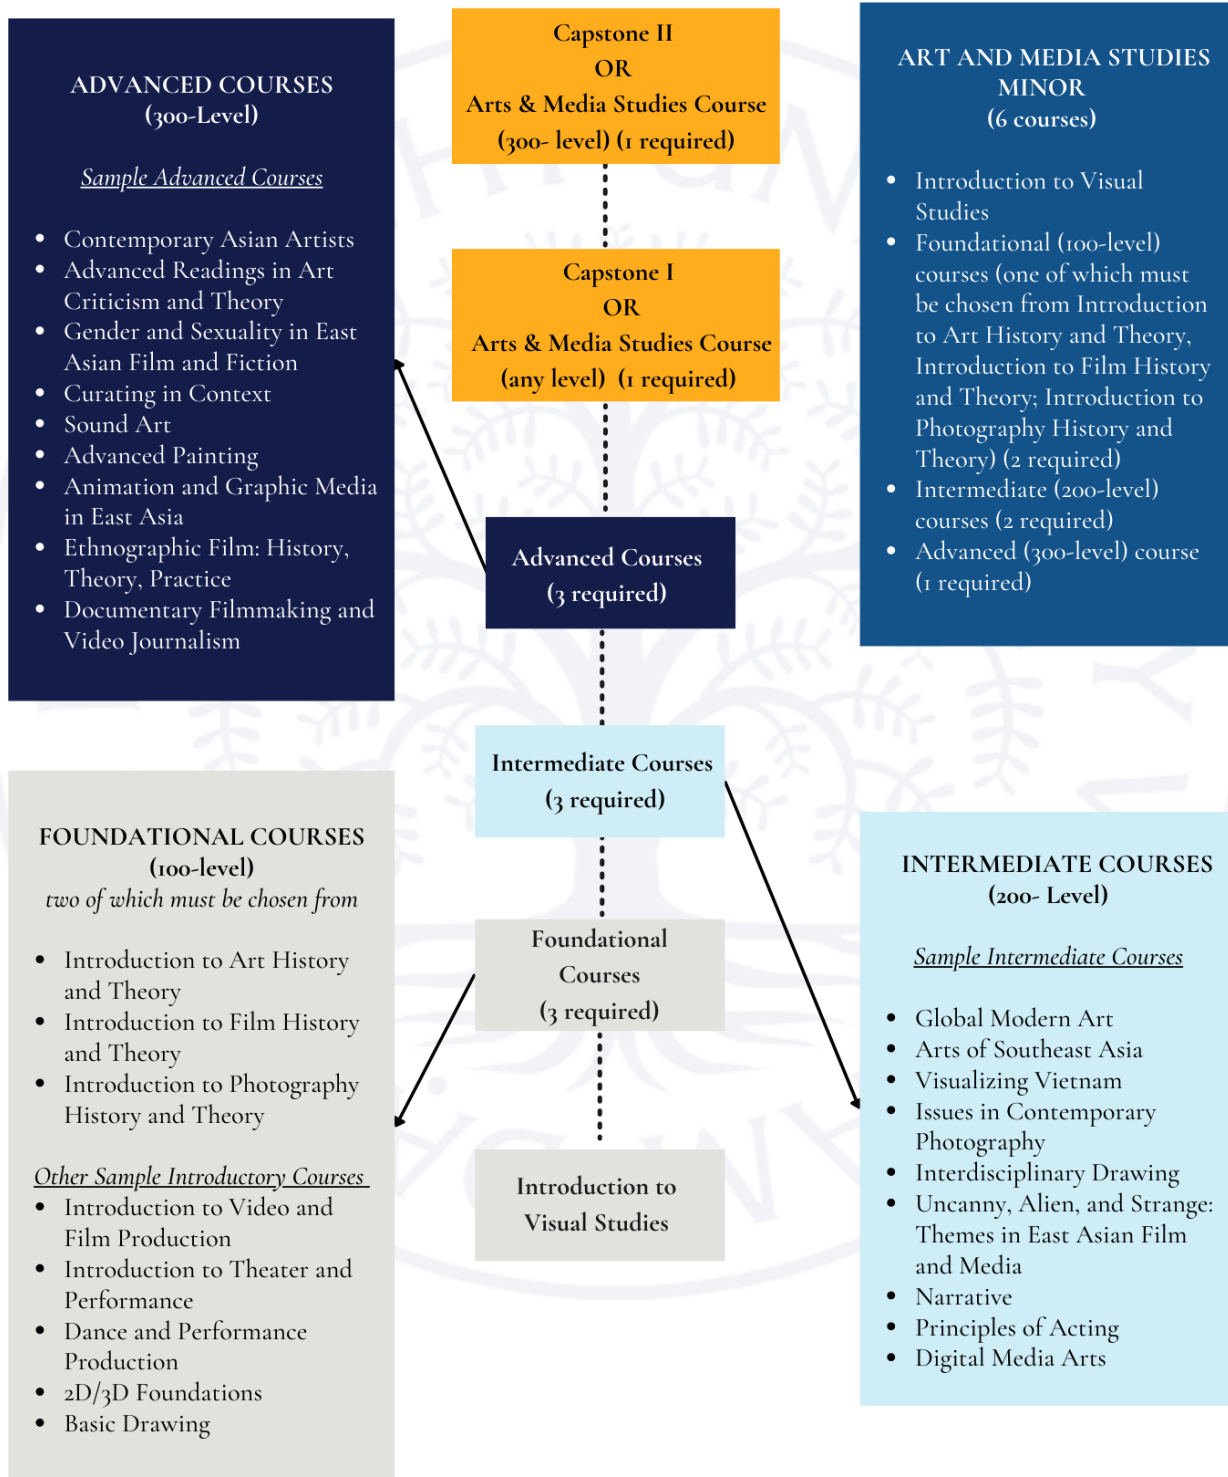 ADVANCED COURSES
(300-Level)
Sample Advanced Courses
• Contemporary Asian Artists
• Advanced Readings in Art
Criticism and Theory
• Gender and Sexuality in East
Asian Film and Fiction
• Curating in Context
• Sound Art
• Advanced Painting
• Animation and Graphic Media
in East Asia
• Ethnographic Film: History,
Theory, Practice
• Documentary Filmmaking and
Video Journalism
Capstone II
OR
Arts & Media Studies Course
(300- level) (1 required)
Capstone I
OR
Arts & Media Studies Course
(any level) (1 required)
Advanced Courses
(3 required)
Intermediate Courses
(3 required)
Foundational
Courses
(3 required)
Introduction to
Visual Studies
ART AND MEDIA STUDIES
MINOR
(6 courses)
• Introduction to Visual
Studies
• Foundational (100-level)
courses (one of which must
be chosen from Introduction
to Art History and Theory,
Introduction to Film History
and Theory; Introduction to
Photography History and
Theory) (2 required)
• Intermediate (200-level)
courses (2 required)
• Advanced (300-level) course
(1 required)
FOUNDATIONAL COURSES
(100-level)
two of which must be chosen from
• Introduction to Art History
and Theory
• Introduction to Film History
and Theory
• Introduction to Photography
History and Theory
Other Sample Introductory Courses
• Introduction to Video and
Film Production
• Introduction to Theater and
Performance
• Dance and Performance
Production
• 2D/3D Foundations
• Basic Drawing
INTERMEDIATE COURSES
(200- Level)
Sample Intermediate Courses
• Global Modern Art
• Arts of Southeast Asia
• Visualizing Vietnam
• Issues in Contemporary
Photography
• Interdisciplinary Drawing
• Uncanny, Alien, and Strange:
Themes in East Asian Film
and Media
• Narrative
• Principles of Acting
• Digital Media Arts